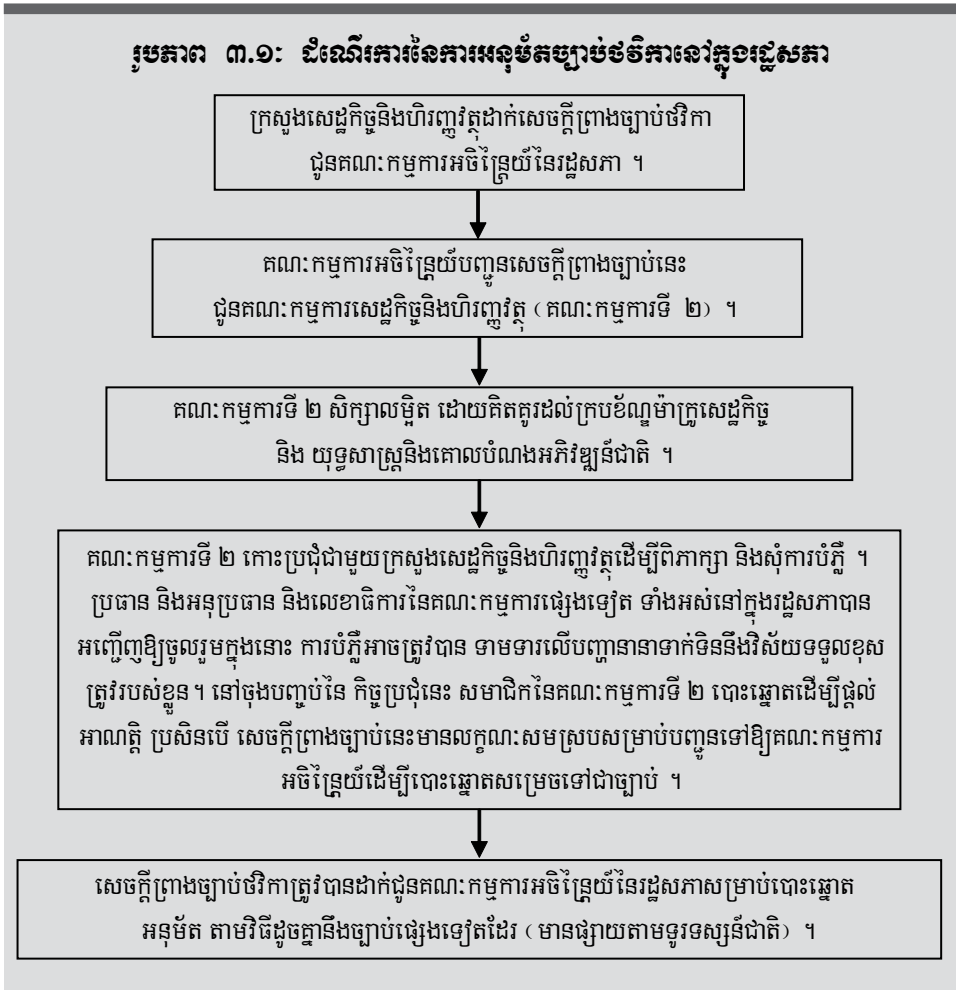 រូបភាព ៣.១: ដំណើរការនៃការអនុម័តច្បាប់ថវិកានៅក្នុងរដ្ឋសភា
ក្រសួងសេដ្ឋកិច្ចនិងហិរញ្ញវត្ថុដាក់សេចក្តីព្រាងច្បាប់ថវិកា
ជូនគណៈកម្មការអចិន្ត្រៃយ៍នៃរដ្ឋសភា ។
គណៈកម្មការអចិន្ត្រៃយ៍បញ្ជូនសេចក្តីព្រាងច្បាប់នេះ
ជូនគណៈកម្មការសេដ្ឋកិច្ចនិងហិរញ្ញវត្ថុ (គណៈកម្មការទី ២) ។
គណៈកម្មការទី ២ សិក្សាលម្អិត ដោយគិតគូរដល់ក្របខ័ណ្ឌម៉ាក្រូសេដ្ឋកិច្ច
និង យុទ្ធសាស្ត្រនិងគោលបំណងអភិវឌ្ឍន៍ជាតិ ។
គណៈកម្មការទី ២ កោះប្រជុំជាមួយក្រសួងសេដ្ឋកិច្ចនិងហិរញ្ញវត្ថុដើម្បីពិភាក្សា និងសុំការបំភ្លឺ ។
ប្រធាន និងអនុប្រធាន និងលេខាធិការនៃគណៈកម្មការផ្សេងទៀត ទាំងអស់នៅក្នុងរដ្ឋសភាបាន
អញ្ជើញឱ្យចូលរួមក្នុងនោះ ការបំភ្លឺអាចត្រូវបាន ទាមទារលើបញ្ហានានាទាក់ទិននឹងវិស័យទទួលខុស
ត្រូវរបស់ខ្លួន។ នៅចុងបញ្ចប់នៃ កិច្ចប្រជុំនេះ សមាជិកនៃគណៈកម្មការទី ២ បោះឆ្នោតដើម្បីផ្តល់
អាណត្តិ ប្រសិនបើ សេចក្តីព្រាងច្បាប់នេះមានលក្ខណៈសមស្របសម្រាប់បញ្ជូនទៅឱ្យគណៈកម្មការ
អចិន្ត្រៃយ៍ដើម្បីបោះឆ្នោតសម្រេចទៅជាច្បាប់ ។
សេចក្តីព្រាងច្បាប់ថវិកាត្រូវបានដាក់ជូនគណៈកម្មការអចិន្ត្រៃយ៍នៃរដ្ឋសភាសម្រាប់បោះឆ្នោត
អនុម័ត តាមវិធីដូចគ្នានឹងច្បាប់ផ្សេងទៀតដែរ (មានផ្សាយតាមទូរទស្សន៍ជាតិ) ។